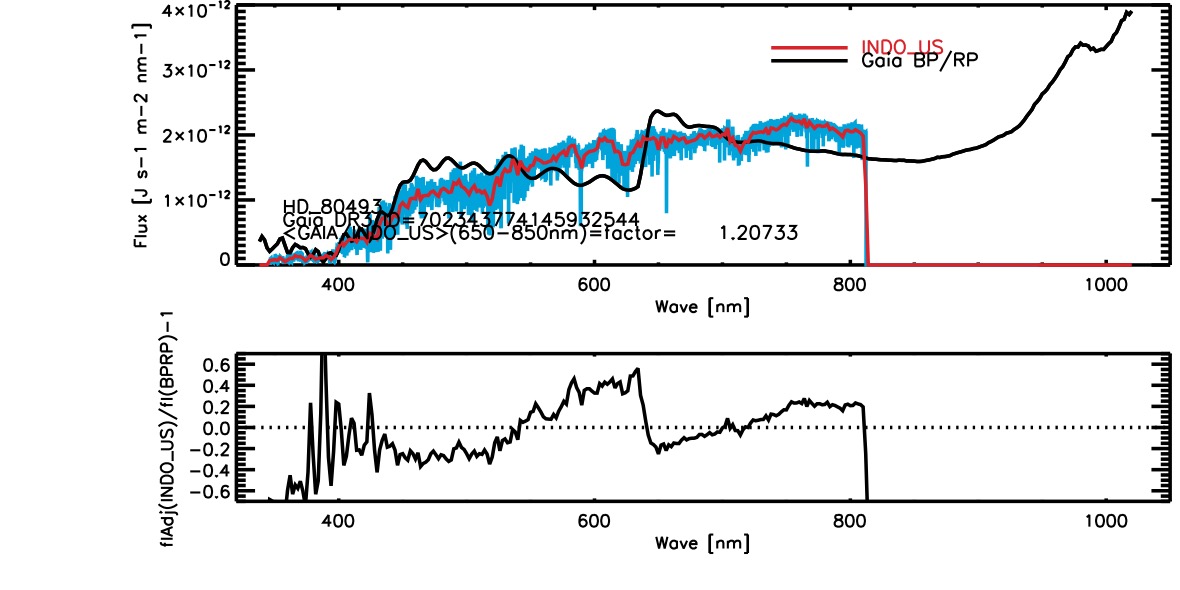 4×10⁻¹²
3×10⁻¹²
2×10⁻¹²
1×10⁻¹²
0
Flux [J s−1 m−2 nm−1]
INDO_US
Gaia BP/RP
HD_80493
Gaia DR3ID=702343774145932544
<GAIA/INDO_US>(650−850nm)=factor= 1.20733
400 600 800 1000
Wave [nm]
flAdj(INDO_US)/fl(BPRP)−1
0.6
0.4
0.2
0.0
−0.2
−0.4
−0.6
400 600 800 1000
Wave [nm]